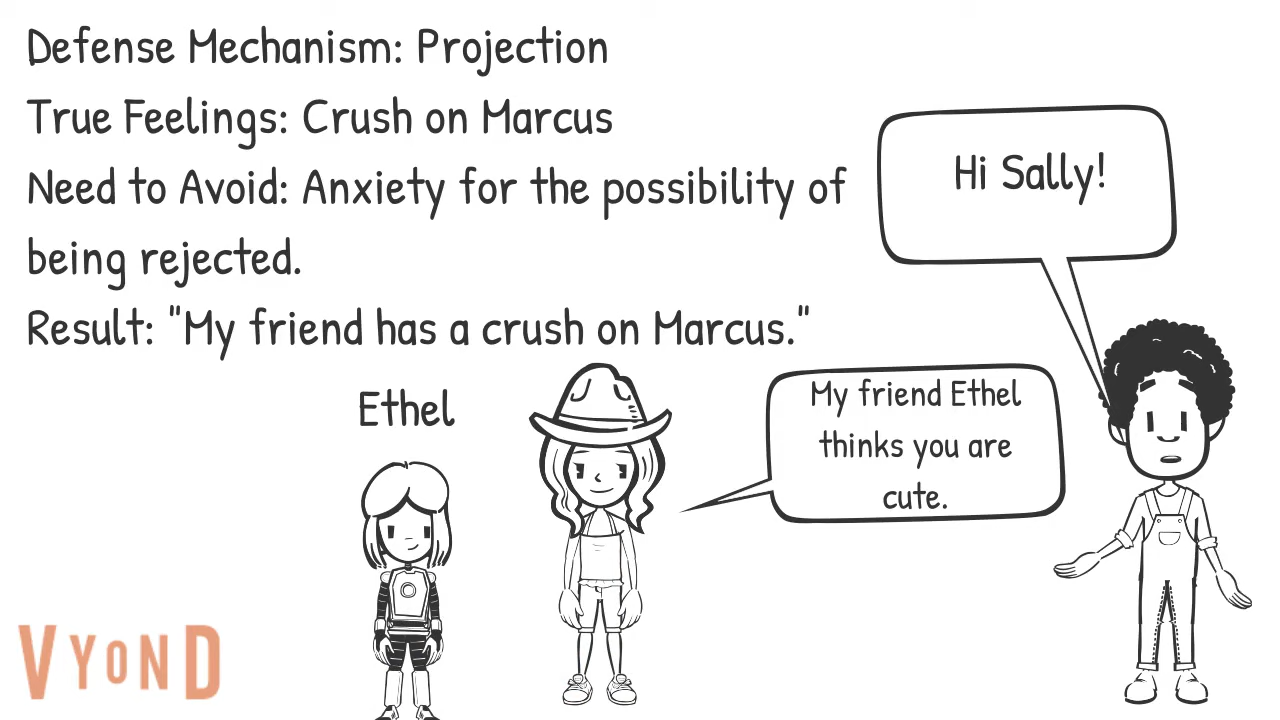 Defense Mechanism: Projection
True Feelings: Crush on Marcus
Need to Avoid: Anxiety for the possibility of
being rejected.
Result: "My friend has a crush on Marcus."
Hi Sally!
Ethel
My friend Ethel
thinks you are
cute.
VYOND